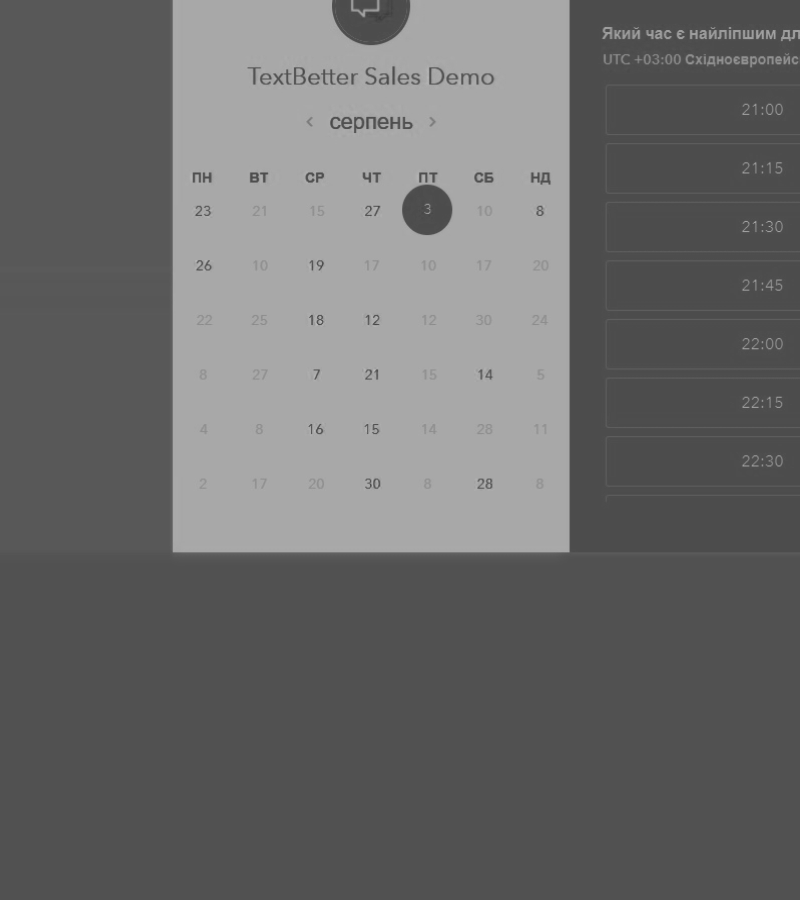 TextBetter Sales Demo
серпень
ПН ВТ СР ЧТ ПТ СБ НД
23 21 15 27 3 10 8
26 10 19 17 10 17 20
22 25 18 12 12 30 24
8 27 7 21 15 14 5
4 8 16 15 14 28 11
2 17 20 30 8 28 8
Який час є найліпшим дл
UTC +03:00 Східноєвропейс
21:00
21:15
21:30
21:45
22:00
22:15
22:30